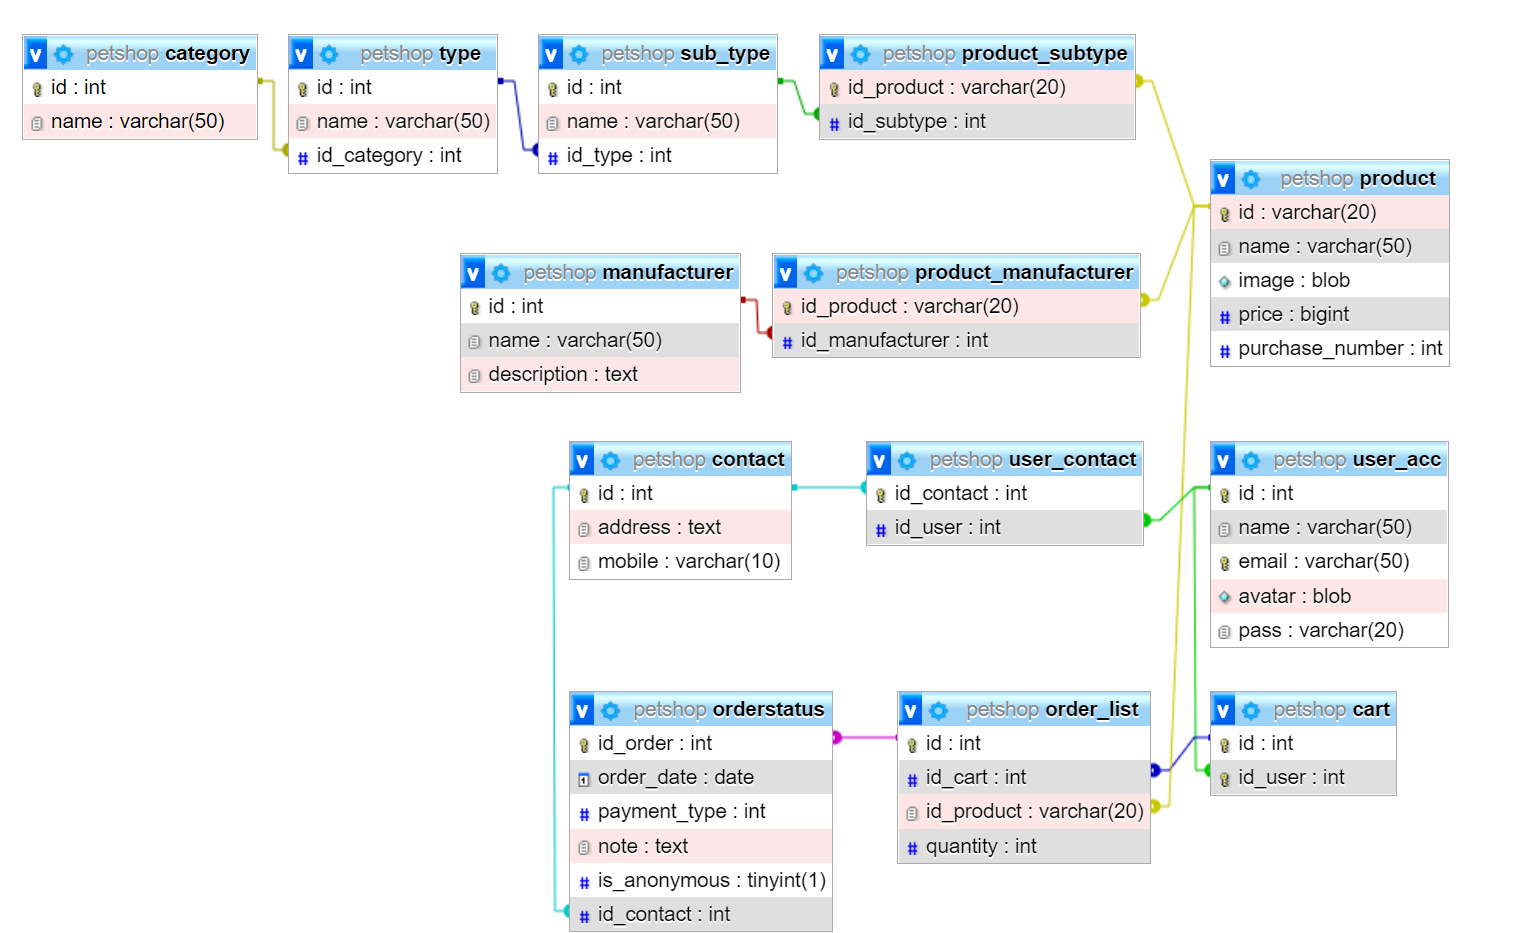 v petshop category
id : int
name : varchar(50)
v petshop type
id : int
name : varchar(50)
id_category : int
v petshop sub_type
id : int
name : varchar(50)
id_type : int
v petshop product_subtype
id_product : varchar(20)
id_subtype : int
v petshop product
id : varchar(20)
name : varchar(50)
image : blob
price : bigint
purchase_number : int
v petshop manufacturer
id : int
name : varchar(50)
description : text
v petshop product_manufacturer
id_product : varchar(20)
id_manufacturer : int
v petshop contact
id : int
address : text
mobile : varchar(10)
v petshop user_contact
id_contact : int
id_user : int
v petshop user_acc
id : int
name : varchar(50)
email : varchar(50)
avatar : blob
pass : varchar(20)
v petshop orderstatus
id_order : int
order_date : date
payment_type : int
note : text
is_anonymous : tinyint(1)
id_contact : int
v petshop order_list
id : int
id_cart : int
id_product : varchar(20)
quantity : int
v petshop cart
id : int
id_user : int